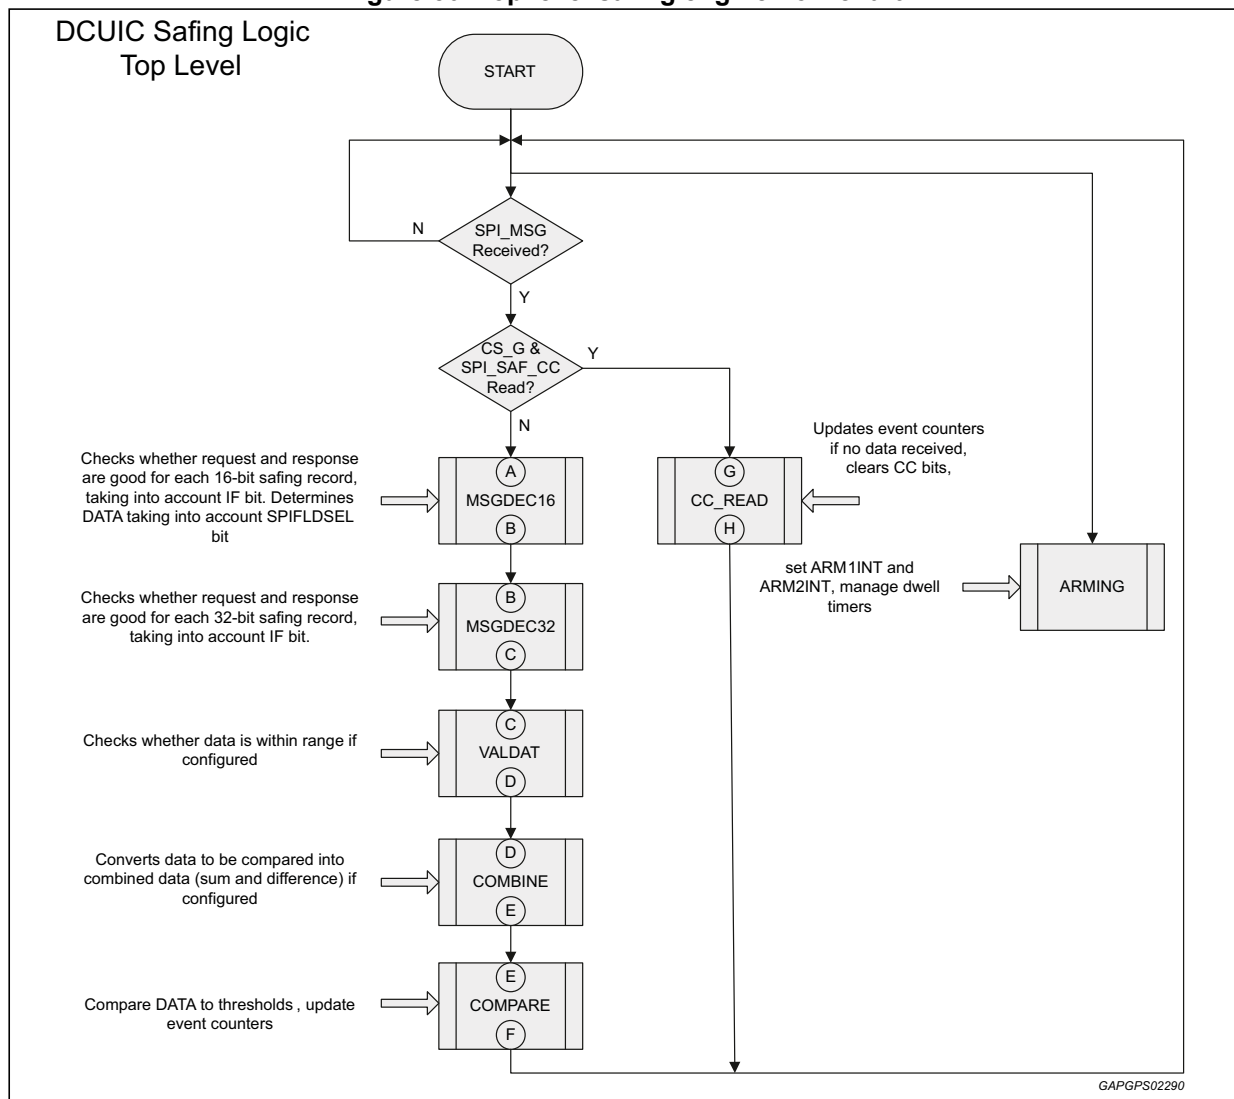 DCUIC Safing Logic
Top Level
START
N
SPI_MSG
Received?
Y
CS_G &
SPI_SAF_CC
Read?
Y
N
Checks whether request and response
are good for each 16-bit safing record,
taking into account IF bit. Determines
DATA taking into account SPIFLDSEL
bit
A
MSGDEC16
B
G
CC_READ
H
Updates event counters
if no data received,
clears CC bits,
set ARM1INT and
ARM2INT, manage dwell
timers
ARMING
Checks whether request and response
are good for each 32-bit safing record,
taking into account IF bit.
B
MSGDEC32
C
Checks whether data is within range if
configured
C
VALDAT
D
Converts data to be compared into
combined data (sum and difference) if
configured
D
COMBINE
E
Compare DATA to thresholds , update
event counters
E
COMPARE
F
GAPGPS02290